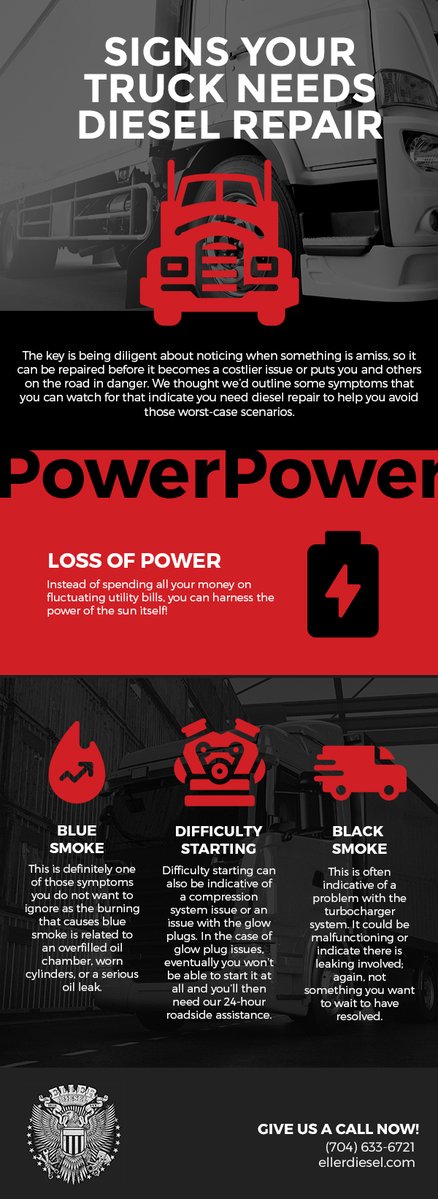 SIGNS YOUR
TRUCK NEEDS
DIESEL REPAIR
The key is being diligent about noticing when something is amiss, so it
can be repaired before it becomes a costlier issue or puts you and others
on the road in danger. We thought we'd outline some symptoms that
you can watch for that indicate you need diesel repair to help you avoid
those worst-case scenarios.
PowerPower
LOSS OF POWER
Instead of spending all your money on
fluctuating utility bills, you can harness the
power of the sun itself!
BLUE
SMOKE
This is definitely one
of those symptoms
you do not want to
ignore as the burning
that causes blue
smoke is related to
an overfilled oil
chamber, worn
cylinders, or a serious
oil leak.
DIFFICULTY
STARTING
Difficulty starting can
also be indicative of
a compression
system issue or an
issue with the glow
plugs. In the case of
glow plug issues,
eventually you won't
be able to start it at
all and you'll then
need our 24-hour
roadside assistance.
BLACK
SMOKE
This is often
indicative of a
problem with the
turbocharger
system. It could be
malfunctioning or
indicate there is
leaking involved;
again, not
something you want
to wait to have
resolved.
ELLER
DIESEL
GIVE US A CALL NOW!
(704) 633-6721
ellerdiesel.com